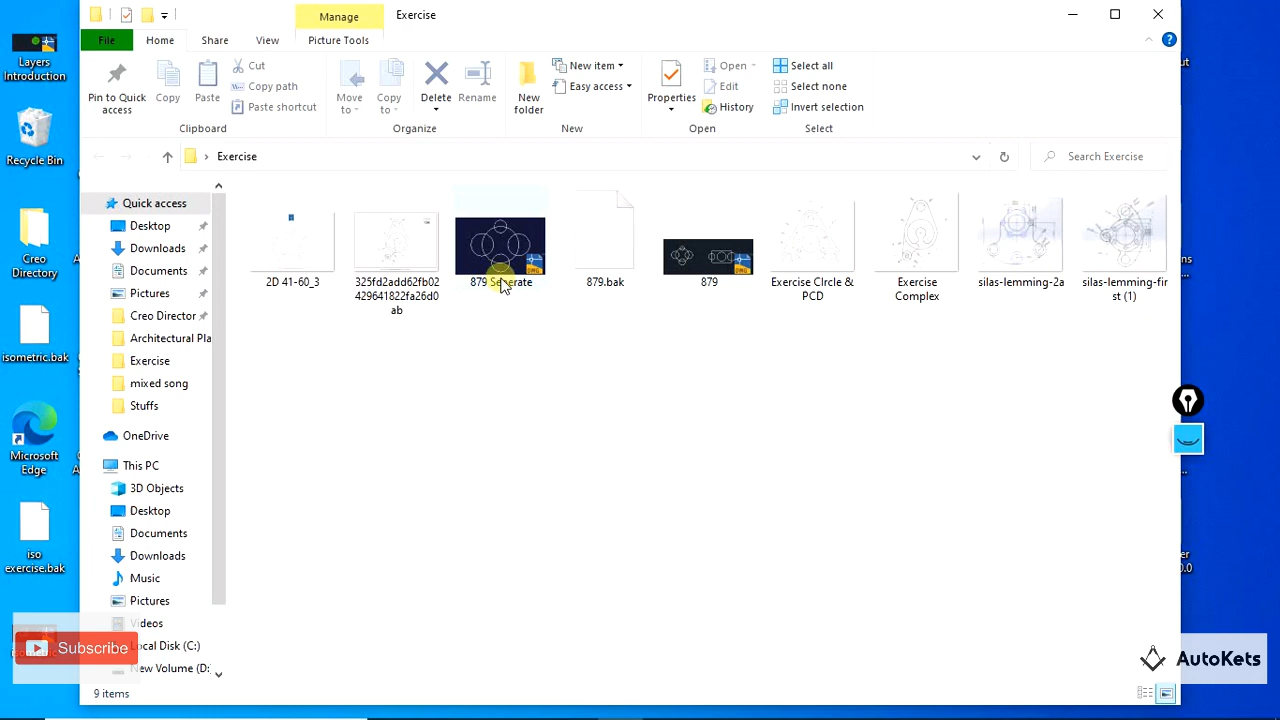 Manage
Exercise
File
Home
Share
View
Picture Tools
Pin to Quick
access
Copy
Paste
Cut
Copy path
Paste shortcut
Clipboard
Move
to
Copy
to
Delete
Rename
Organize
New
folder
New item
Easy access
New
Properties
Open
Edit
History
Open
Select all
Select none
Invert selection
Select
Exercise
Search Exercise
Quick access
Desktop
Downloads
Documents
Pictures
Creo Director
Architectural Pla
Exercise
mixed song
Stuffs
OneDrive
This PC
3D Objects
Desktop
Documents
Downloads
Music
Pictures
Videos
Local Disk (C:)
New Volume (D:
2D 41-60_3
325fd2add62fb02
429641822fa26d0
ab
879 Seperate
879.bak
879
Exercise CIrcle &
PCD
Exercise
Complex
silas-lemming-2a
silas-lemming-fir
st (1)
9 items
Layers
Introduction
Recycle Bin
Creo
Directory
isometric.bak
Microsoft
Edge
iso
exercise.bak
Subscribe
AutoKets